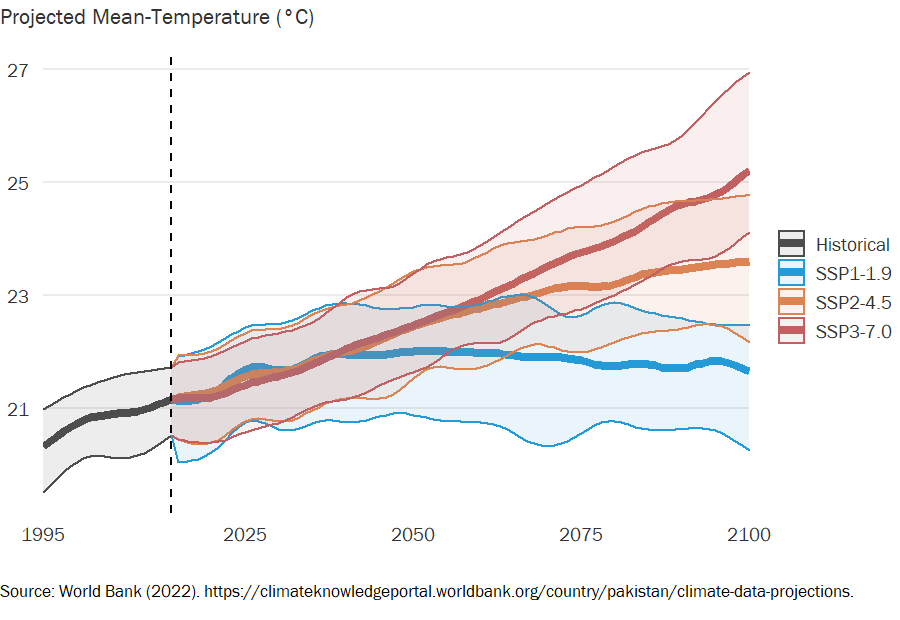 Projected Mean-Temperature (°C)
27
25
23
21
1995 2025 2050 2075 2100
Historical
SSP1-1.9
SSP2-4.5
SSP3-7.0
Source: World Bank (2022). https://climateknowledgeportal.worldbank.org/country/pakistan/climate-data-projections.